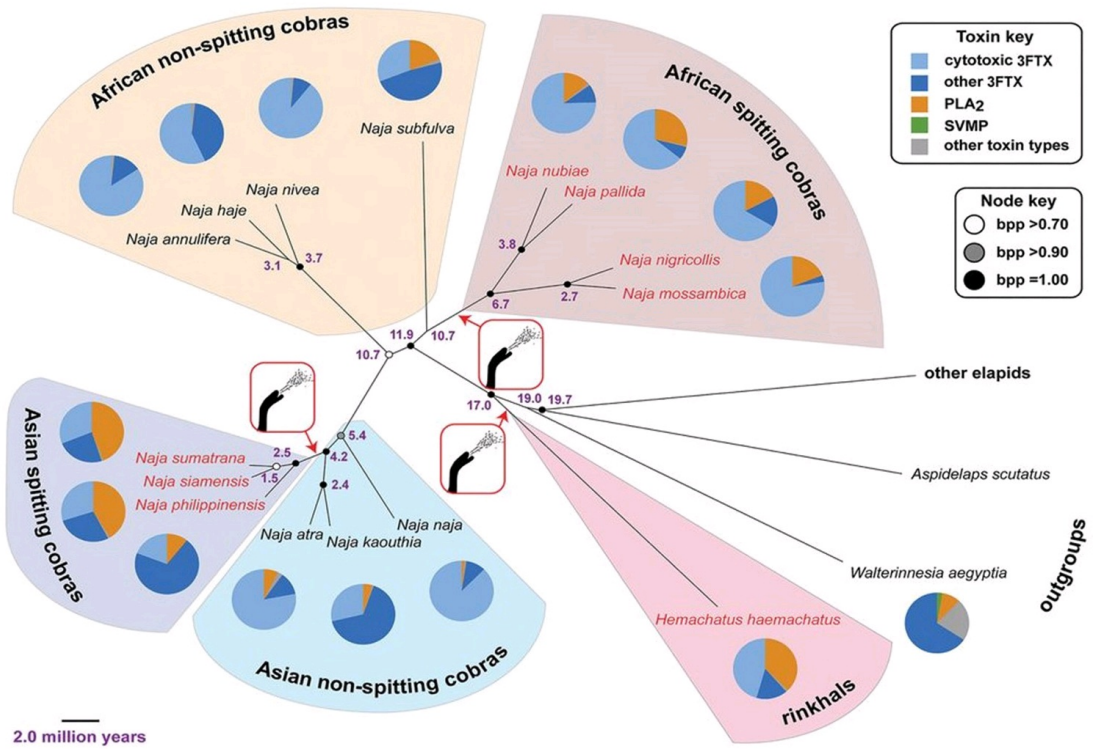 African non-spitting cobras
Naja subfulva
Naja nivea
Naja haje
Naja annulifera
3.1
3.7
African spitting cobras
Naja nubiae
Naja pallida
3.8
Naja nigricollis
Naja mossambica
6.7
2.7
Toxin key
cytotoxic 3FTX
other 3FTX
PLA2
SVMP
other toxin types
Node key
bpp >0.70
bpp >0.90
bpp =1.00
11.9
10.7
10.7
17.0
19.0
19.7
other elapids
Aspidelaps scutatus
Walterinnesia aegyptia
outgroups
Hemachatus haemachatus
rinkhals
Asian spitting cobras
2.5
Naja sumatrana
1.5
Naja siamensis
Naja philippinensis
5.4
4.2
2.4
Naja naja
Naja atra
Naja kaouthia
Asian non-spitting cobras
2.0 million years